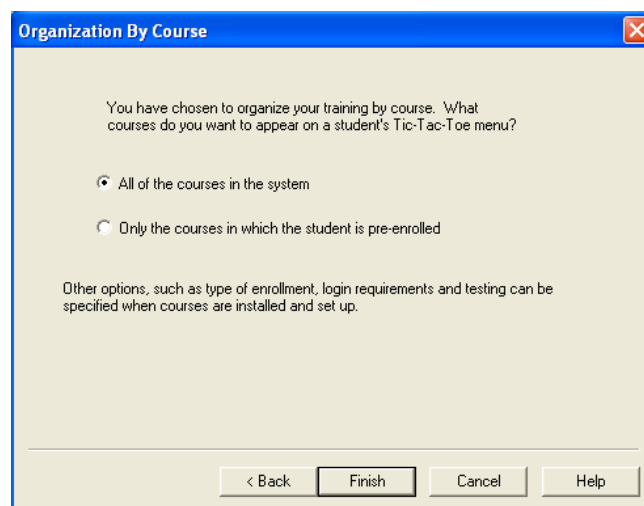 Organization By Course
You have chosen to organize your training by course.  What
courses do you want to appear on a student's Tic-Tac-Toe menu?
All of the courses in the system
Only the courses in which the student is pre-enrolled
Other options, such as type of enrollment, login requirements and testing can be
specified when courses are installed and set up.
< Back
Finish
Cancel
Help